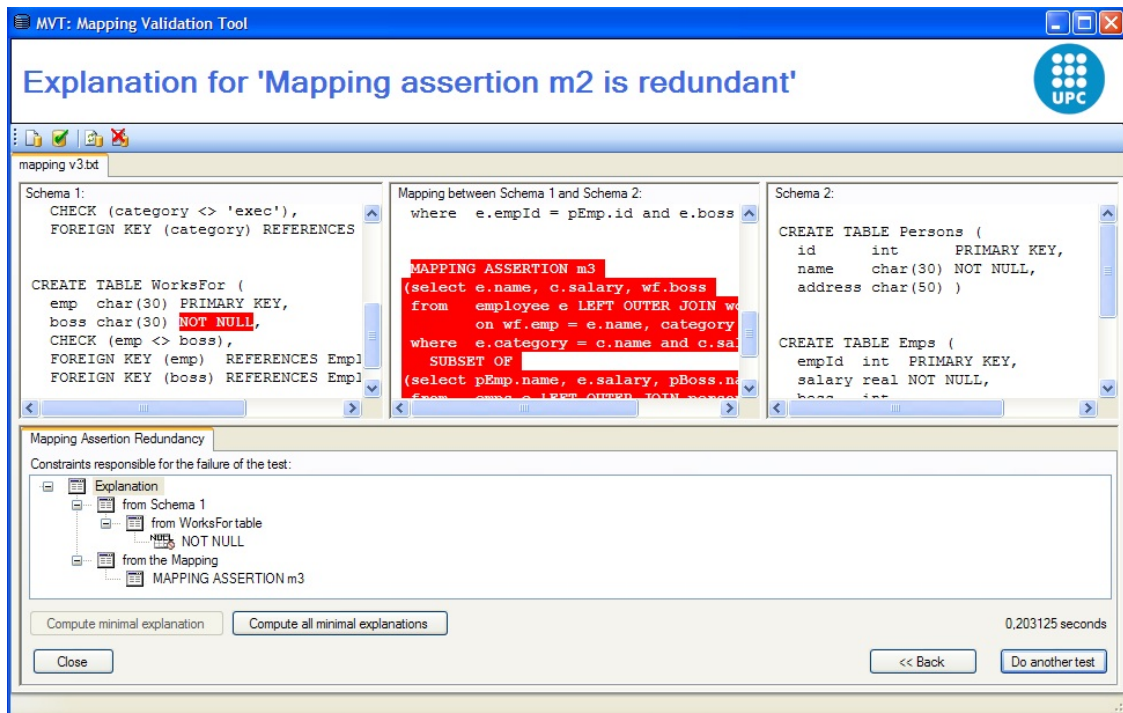 MVT: Mapping Validation Tool
Explanation for 'Mapping assertion m2 is redundant'
UPC
mapping v3.txt
Schema 1:
CHECK (category <> 'exec'),
FOREIGN KEY (category) REFERENCES
CREATE TABLE WorksFor (
emp char(30) PRIMARY KEY,
boss char(30) NOT NULL,
CHECK (emp <> boss),
FOREIGN KEY (emp) REFERENCES Empl
FOREIGN KEY (boss) REFERENCES Empl
Mapping between Schema 1 and Schema 2:
where e.empId = pEmp.id and e.boss
MAPPING ASSERTION m3
(select e.name, c.salary, wf.boss
from employee e LEFT OUTER JOIN wo
on wf.emp = e.name, category
where e.category = c.name and c.sal
SUBSET OF
(select pEmp.name, e.salary, pBoss.na
from emps e LEFT OUTER JOIN person
Schema 2:
CREATE TABLE Persons (
id int PRIMARY KEY,
name char(30) NOT NULL,
address char(50) )
CREATE TABLE Emps (
empId int PRIMARY KEY,
salary real NOT NULL,
boss int
Mapping Assertion Redundancy
Constraints responsible for the failure of the test:
Explanation
from Schema 1
from WorksFor table
NOT NULL
from the Mapping
MAPPING ASSERTION m3
Compute minimal explanation
Compute all minimal explanations
0,203125 seconds
Close
<< Back
Do another test